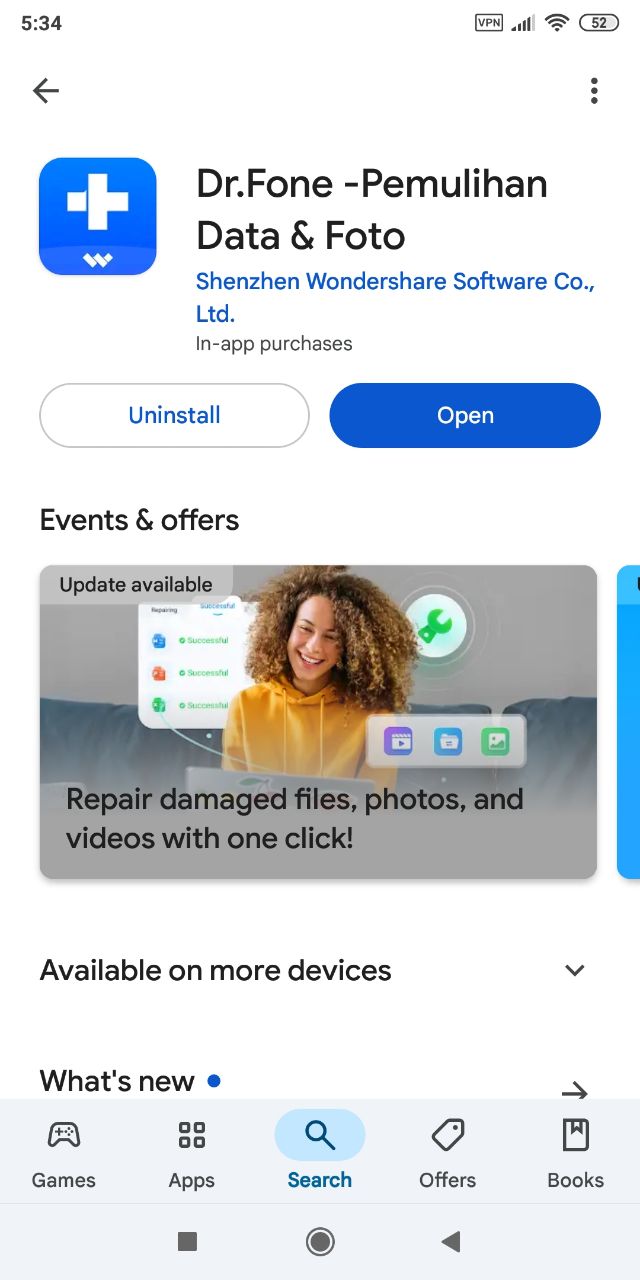 5:34
VPN
52
Dr.Fone -Pemulihan
Data & Foto
Shenzhen Wondershare Software Co.,
Ltd.
In-app purchases
Uninstall
Open
Events & offers
Update available
Repairing
Successful
Successful
Successful
Successful
Repair damaged files, photos, and
videos with one click!
Available on more devices
What's new
Games
Apps
Search
Offers
Books